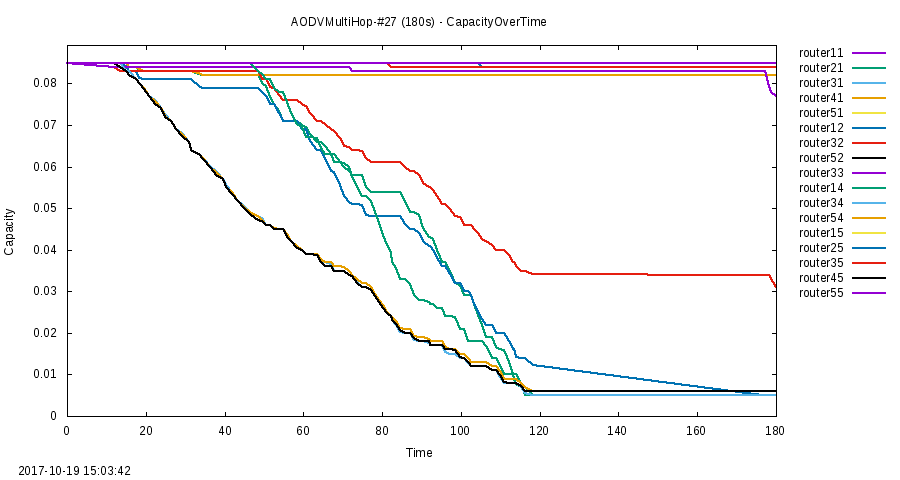 AODVMultiHop-#27 (180s) - CapacityOverTime
router11
router21
router31
router41
router51
router12
router32
router52
router33
router14
router34
router54
router15
router25
router35
router45
router55
Capacity
0.08
0.07
0.06
0.05
0.04
0.03
0.02
0.01
0
0 20 40 60 80 100 120 140 160 180
Time
2017-10-19 15:03:42